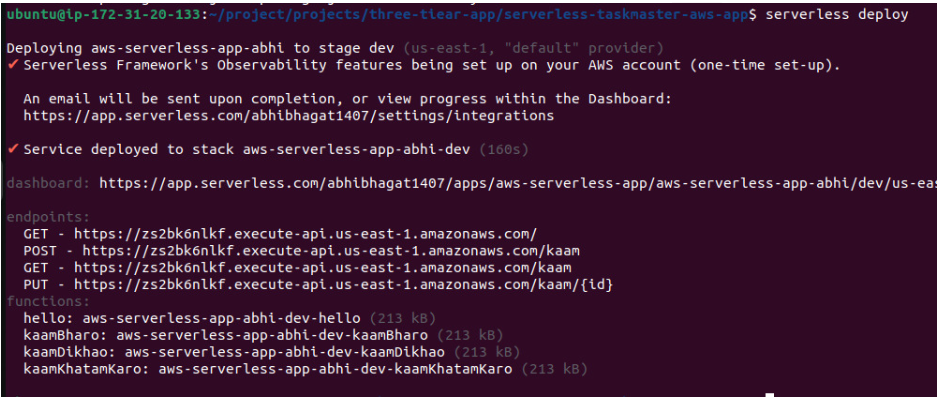 ubuntu@ip-172-31-20-133:~/project/projects/three-tiear-app/serverless-taskmaster-aws-app$ serverless deploy
Deploying aws-serverless-app-abhi to stage dev (us-east-1, "default" provider)
✔ Serverless Framework's Observability features being set up on your AWS account (one-time set-up).
An email will be sent upon completion, or view progress within the Dashboard:
https://app.serverless.com/abhibhagat1407/settings/integrations
✔ Service deployed to stack aws-serverless-app-abhi-dev (160s)
dashboard: https://app.serverless.com/abhibhagat1407/apps/aws-serverless-app/aws-serverless-app-abhi/dev/us-eas
endpoints:
GET - https://zs2bk6nlkf.execute-api.us-east-1.amazonaws.com/
POST - https://zs2bk6nlkf.execute-api.us-east-1.amazonaws.com/kaam
GET - https://zs2bk6nlkf.execute-api.us-east-1.amazonaws.com/kaam
PUT - https://zs2bk6nlkf.execute-api.us-east-1.amazonaws.com/kaam/{id}
functions:
hello: aws-serverless-app-abhi-dev-hello (213 kB)
kaamBharo: aws-serverless-app-abhi-dev-kaamBharo (213 kB)
kaamDikhao: aws-serverless-app-abhi-dev-kaamDikhao (213 kB)
kaamKhatamKaro: aws-serverless-app-abhi-dev-kaamKhatamKaro (213 kB)